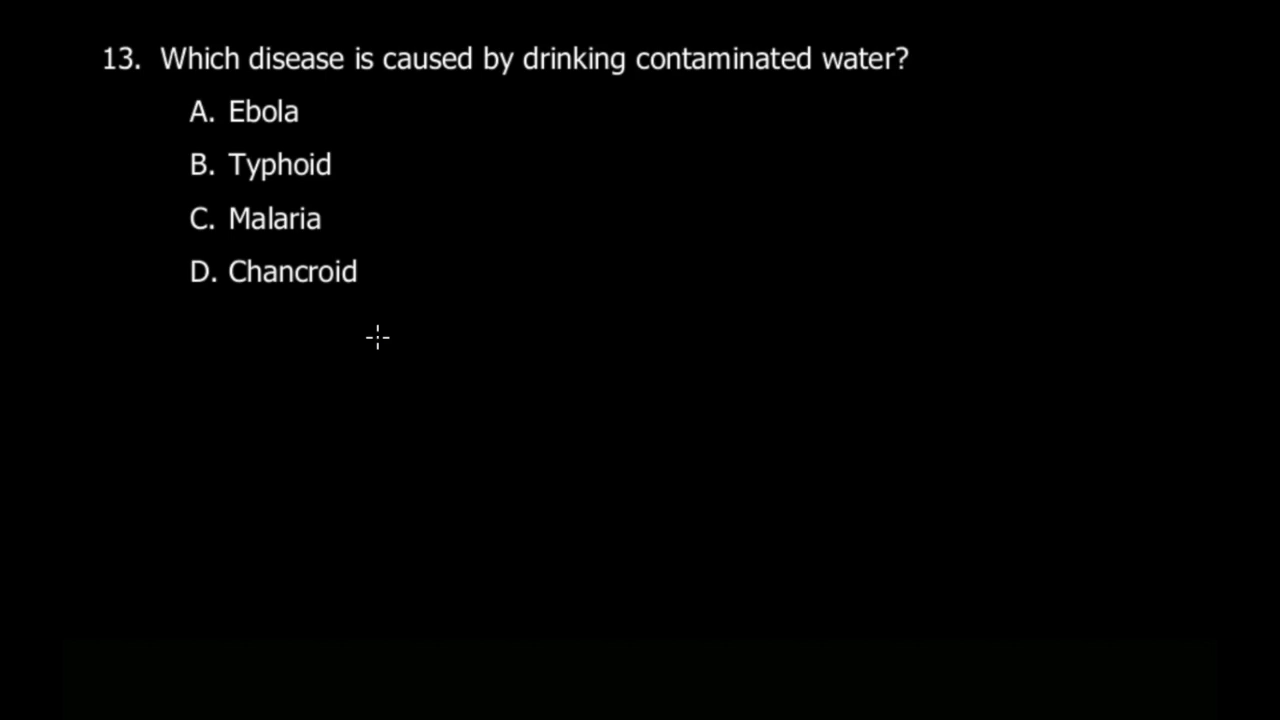 13. Which disease is caused by drinking contaminated water?
A. Ebola
B. Typhoid
C. Malaria
D. Chancroid